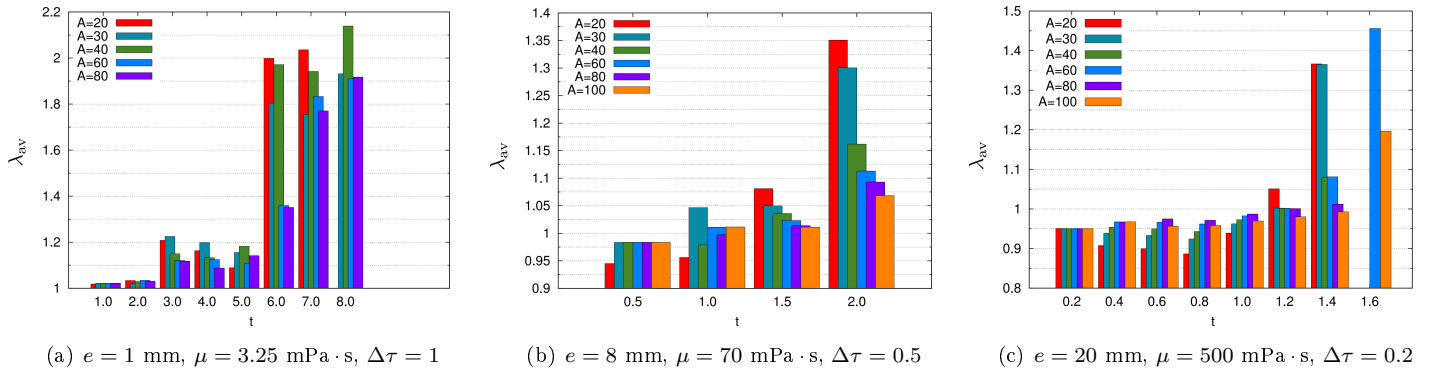 2.2
2
1.8
1.6
1.4
1.2
1
λav
A=20
A=30
A=40
A=60
A=80
1.0 2.0 3.0 4.0 5.0 6.0 7.0 8.0
t
(a) e = 1 mm, μ = 3.25 mPa · s, Δτ = 1
1.4
1.35
1.3
1.25
1.2
1.15
1.1
1.05
1
0.95
0.9
λav
A=20
A=30
A=40
A=60
A=80
A=100
0.5 1.0 1.5 2.0
t
(b) e = 8 mm, μ = 70 mPa · s, Δτ = 0.5
1.5
1.4
1.3
1.2
1.1
1
0.9
0.8
λav
A=20
A=30
A=40
A=60
A=80
A=100
0.2 0.4 0.6 0.8 1.0 1.2 1.4 1.6
t
(c) e = 20 mm, μ = 500 mPa · s, Δτ = 0.2